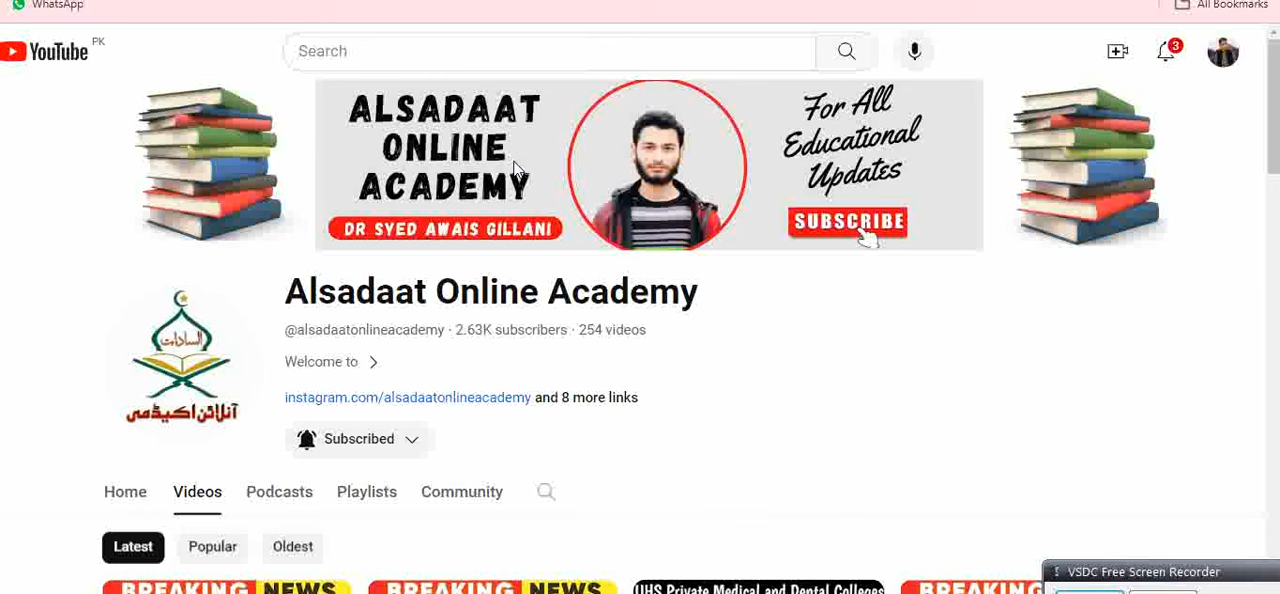 WhatsApp
All Bookmarks
YouTube PK
Search
3
ALSADAAT
ONLINE
ACADEMY
DR SYED AWAIS GILLANI
For All
Educational
Updates
SUBSCRIBE
السادات
آنلائن اکیڈمی
Alsadaat Online Academy
@alsadaatonlineacademy · 2.63K subscribers · 254 videos
Welcome to
instagram.com/alsadaatonlineacademy and 8 more links
Subscribed
Home Videos Podcasts Playlists Community
Latest Popular Oldest
BREAKING NEWS
BREAKING NEWS
UHS Private Medical and Dental Colleges
BREAKING
VSDC Free Screen Recorder